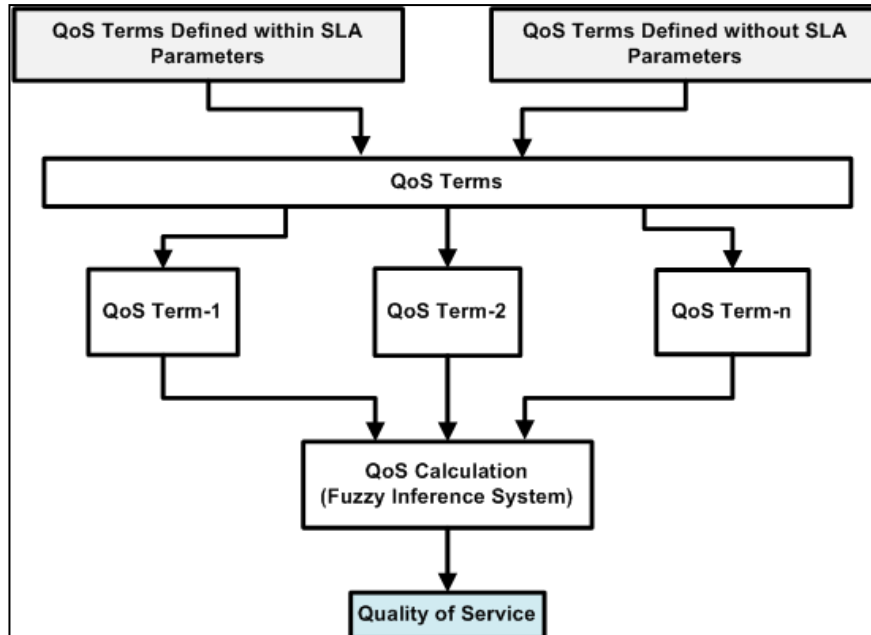 QoS Terms Defined within SLA
Parameters
QoS Terms Defined without SLA
Parameters
QoS Terms
QoS Term-1
QoS Term-2
QoS Term-n
QoS Calculation
(Fuzzy Inference System)
Quality of Service